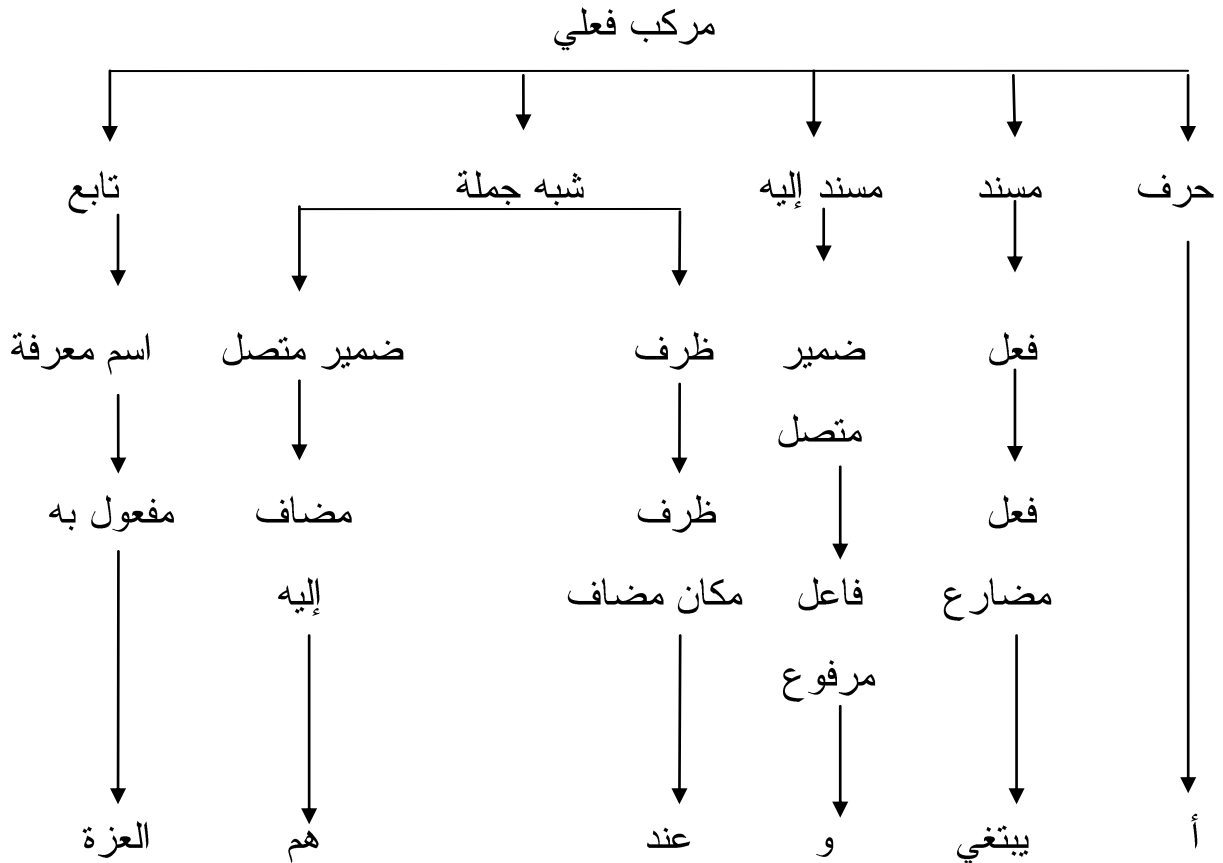 مركب فعلي
حرف مسند مسند إليه شبه جملة تابع
فعل ضمير ظرف ضمير متصل اسم معرفة
متصل
فعل ظرف مضاف مفعول به
مضارع فاعل مكان مضاف إليه
مرفوع
أ يبتغي و عند هم العزة